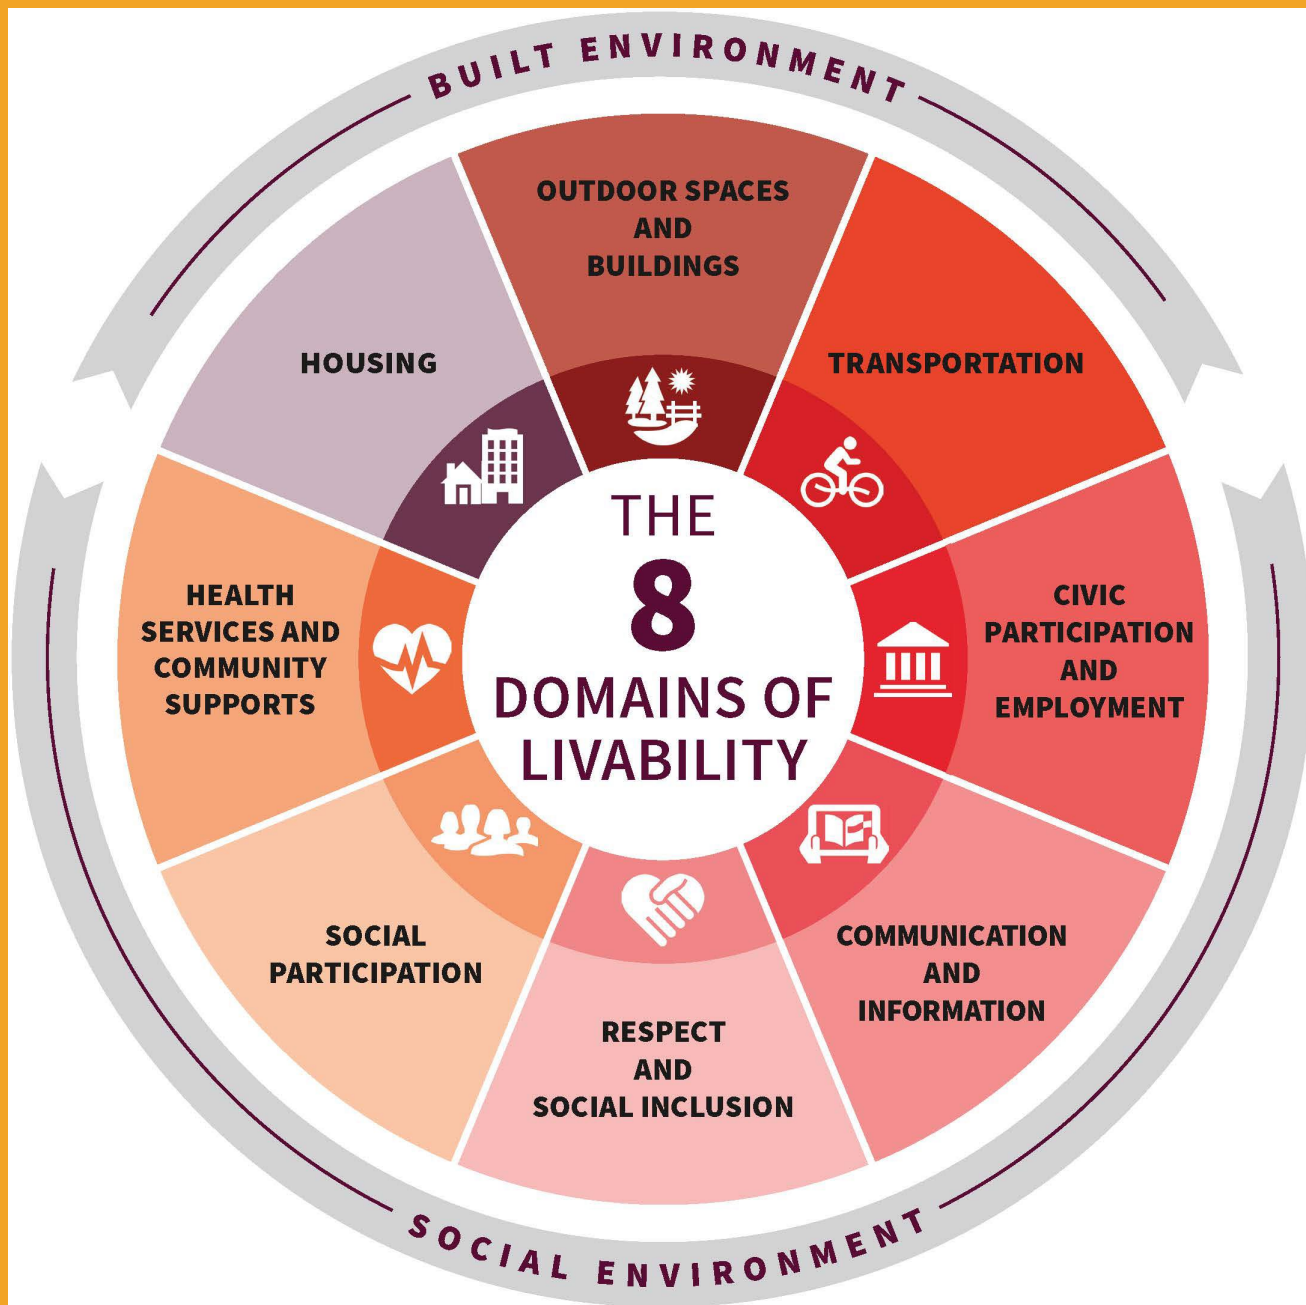 BUILT ENVIRONMENT
OUTDOOR SPACES
AND
BUILDINGS
TRANSPORTATION
CIVIC
PARTICIPATION
AND
EMPLOYMENT
COMMUNICATION
AND
INFORMATION
RESPECT
AND
SOCIAL INCLUSION
SOCIAL
PARTICIPATION
HEALTH
SERVICES AND
COMMUNITY
SUPPORTS
HOUSING
THE
8
DOMAINS OF
LIVABILITY
SOCIAL ENVIRONMENT